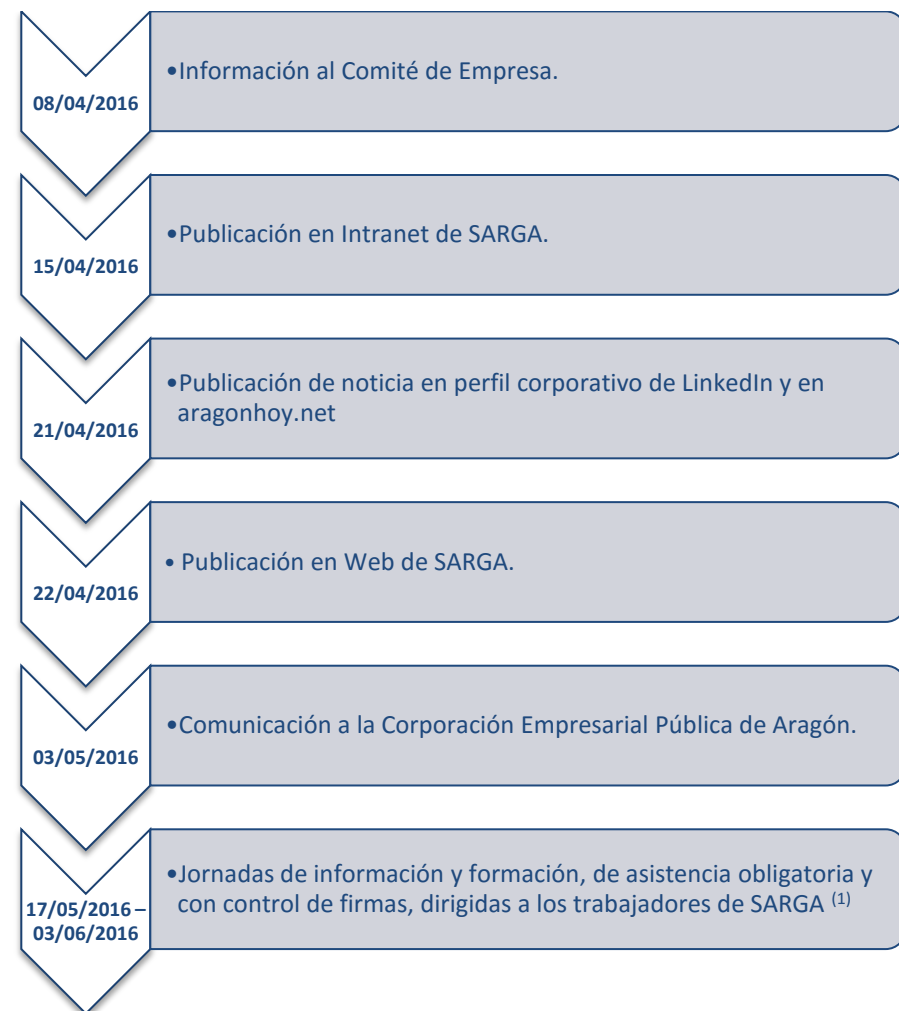 08/04/2016
•Información al Comité de Empresa.
15/04/2016
•Publicación en Intranet de SARGA.
21/04/2016
•Publicación de noticia en perfil corporativo de LinkedIn y en
aragonhoy.net
22/04/2016
• Publicación en Web de SARGA.
03/05/2016
•Comunicación a la Corporación Empresarial Pública de Aragón.
17/05/2016 –
03/06/2016
•Jornadas de información y formación, de asistencia obligatoria y
con control de firmas, dirigidas a los trabajadores de SARGA (1)